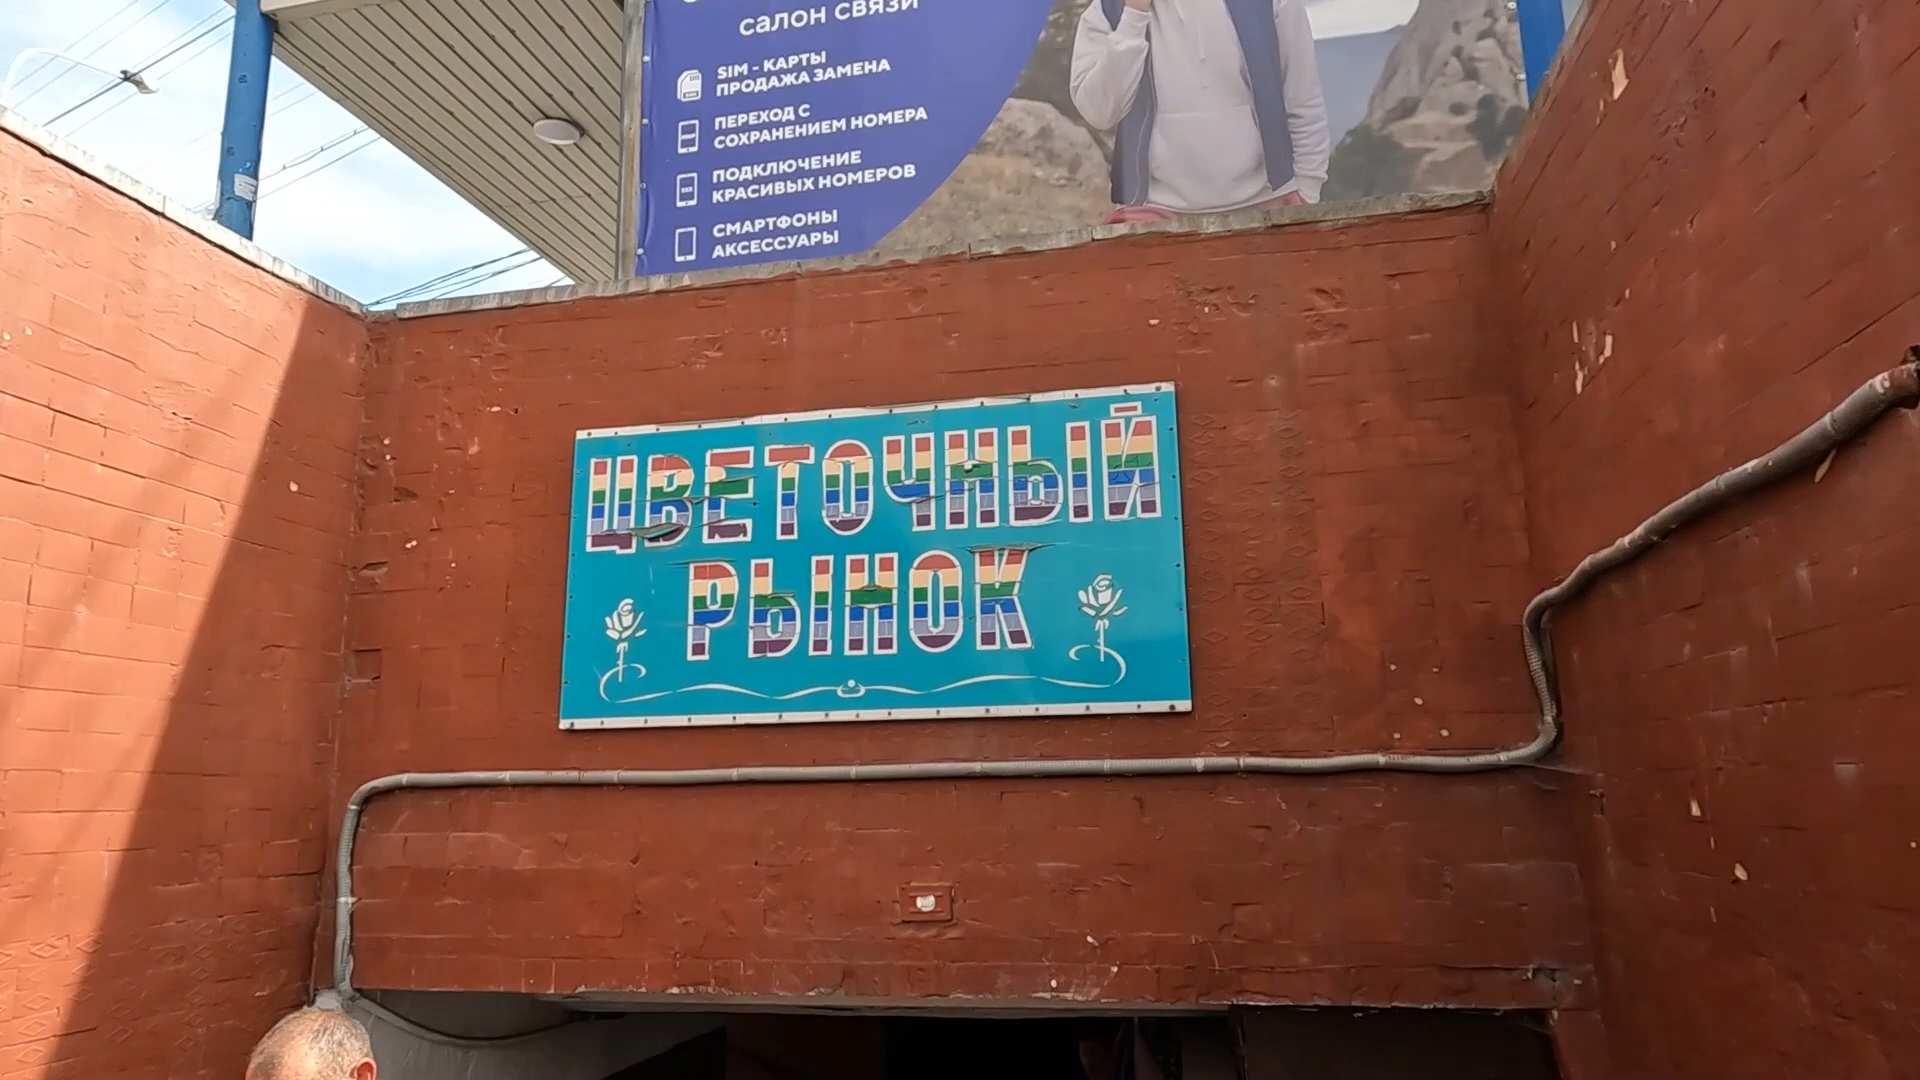 салон связи
SIM - КАРТЫ
ПРОДАЖА ЗАМЕНА
ПЕРЕХОД С
СОХРАНЕНИЕМ НОМЕРА
ПОДКЛЮЧЕНИЕ
КРАСИВЫХ НОМЕРОВ
СМАРТФОНЫ
АКСЕССУАРЫ
ЦВЕТОЧНЫЙ
РЫНОК